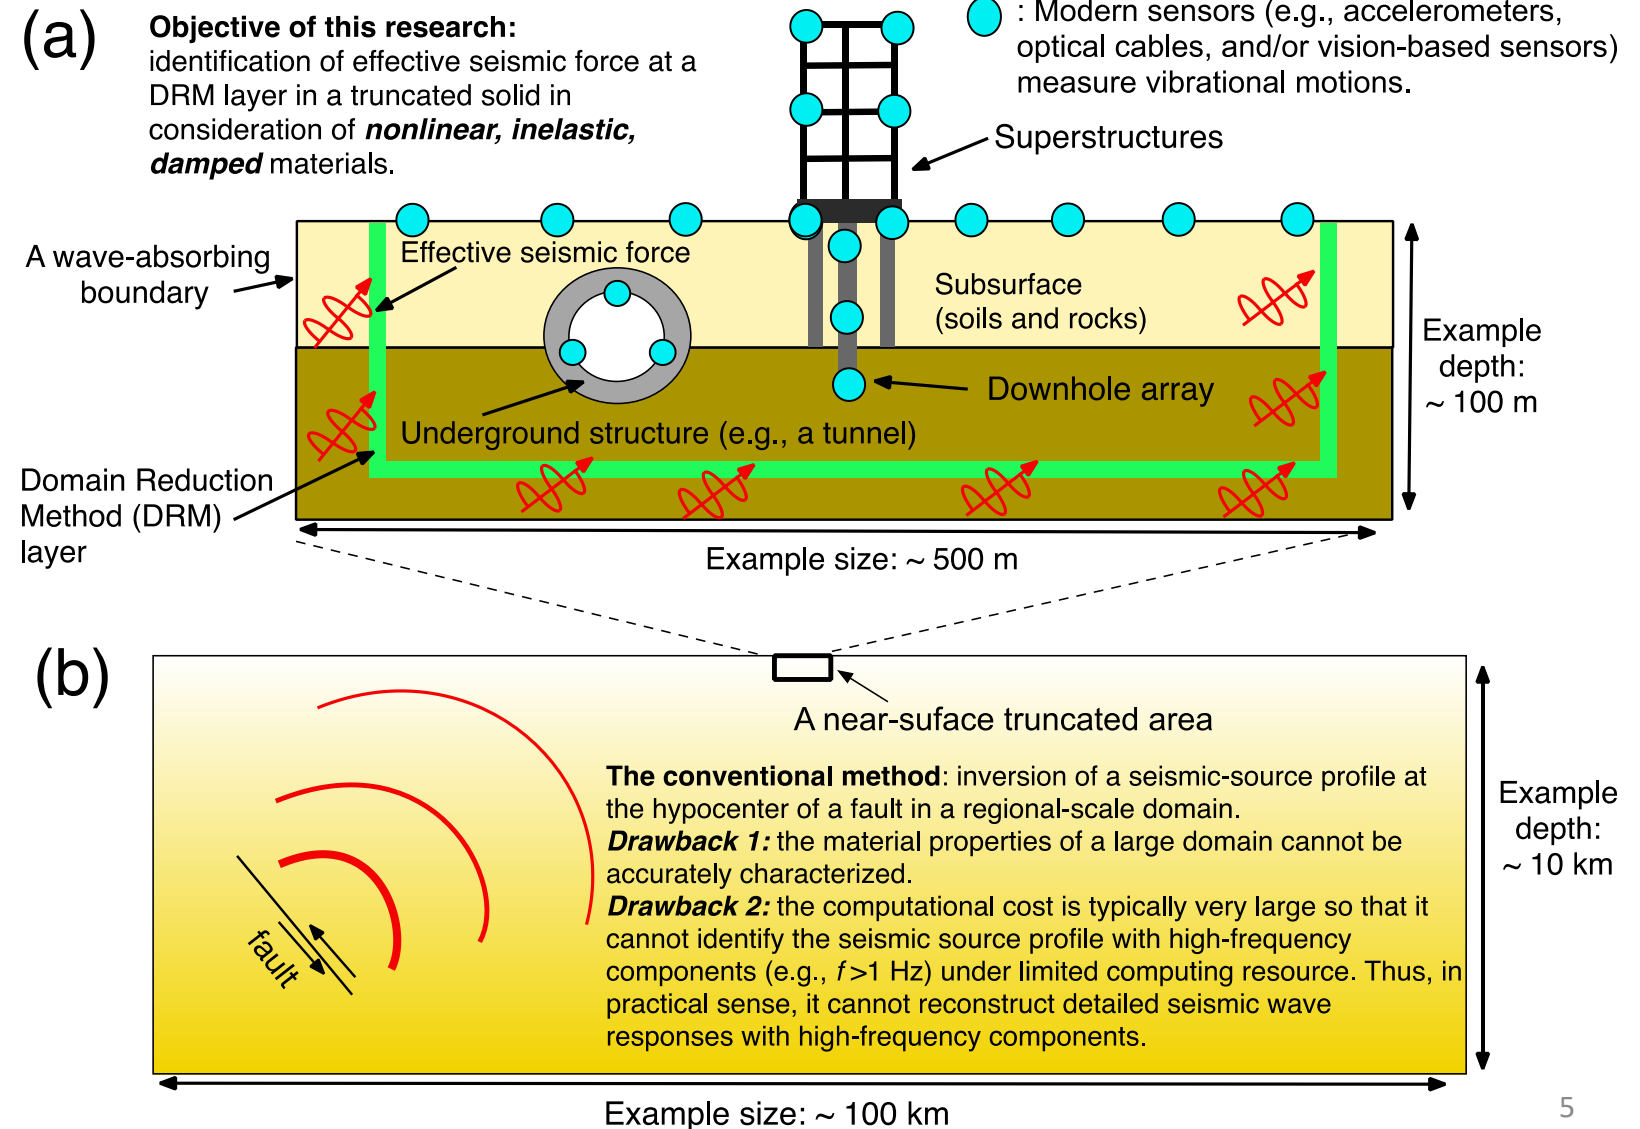 (a)
Objective of this research:
identification of effective seismic force at a
DRM layer in a truncated solid in
consideration of nonlinear, inelastic,
damped materials.
: Modern sensors (e.g., accelerometers,
optical cables, and/or vision-based sensors)
measure vibrational motions.
Superstructures
A wave-absorbing
boundary
Effective seismic force
Subsurface
(soils and rocks)
Example
depth:
~ 100 m
Downhole array
Underground structure (e.g., a tunnel)
Domain Reduction
Method (DRM)
layer
Example size: ~ 500 m
(b)
A near-suface truncated area
The conventional method: inversion of a seismic-source profile at
the hypocenter of a fault in a regional-scale domain.
Drawback 1: the material properties of a large domain cannot be
accurately characterized.
Drawback 2: the computational cost is typically very large so that it
cannot identify the seismic source profile with high-frequency
components (e.g., f >1 Hz) under limited computing resource. Thus, in
practical sense, it cannot reconstruct detailed seismic wave
responses with high-frequency components.
fault
Example
depth:
~ 10 km
Example size: ~ 100 km
5